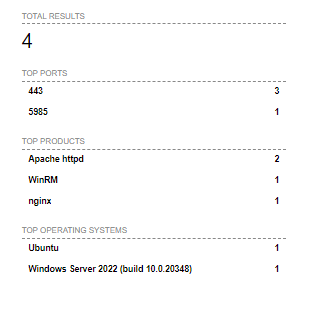 TOTAL RESULTS
4
TOP PORTS
443 3
5985 1
TOP PRODUCTS
Apache httpd 2
WinRM 1
nginx 1
TOP OPERATING SYSTEMS
Ubuntu 1
Windows Server 2022 (build 10.0.20348) 1